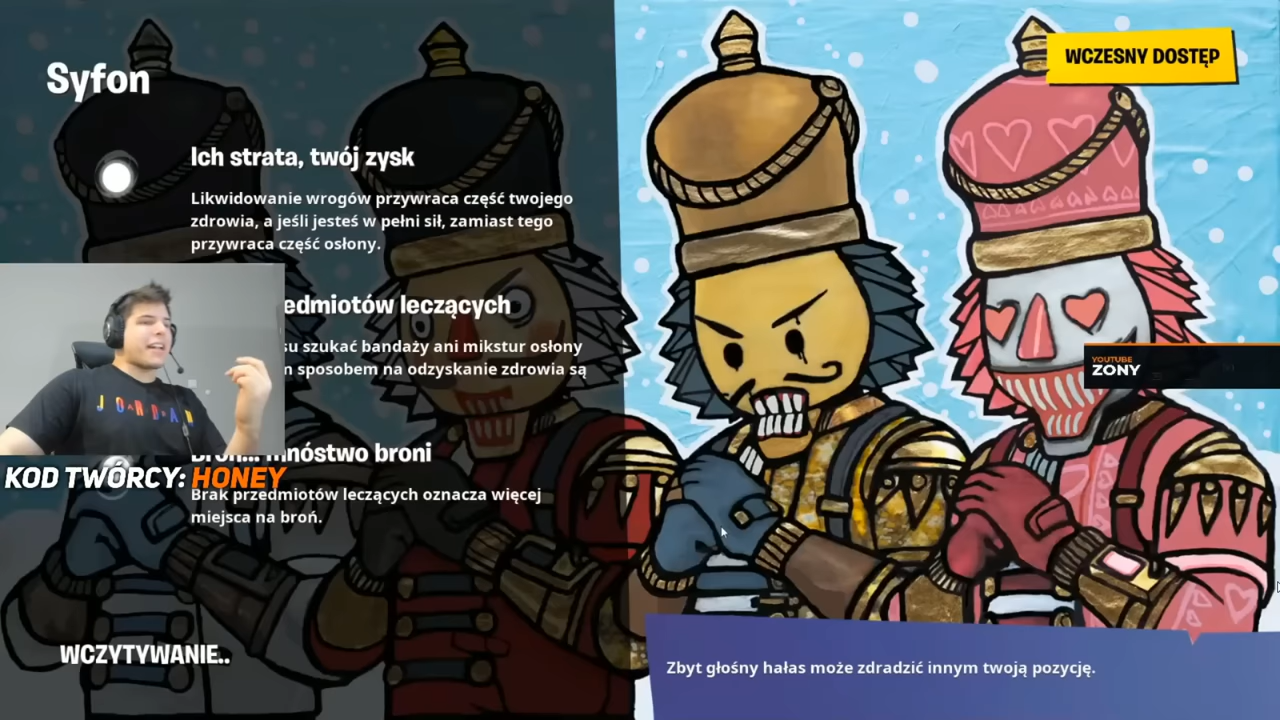 Syfon
WCZESNY DOSTĘP
Ich strata, twój zysk
Likwidowanie wrogów przywraca część twojego
zdrowia, a jeśli jesteś w pełni sił, zamiast tego
przywraca część osłony.
edmiotów leczących
su szukać bandaży ani mikstur osłony
sposobem na odzyskanie zdrowia są
YOUTUBE
ZONY
JORDAN
mnóstwo broni
KOD TWÓRCY: HONEY
Brak przedmiotów leczących oznacza więcej
miejsca na broń.
WCZYTYWANIE..
Zbyt głośny hałas może zdradzić innym twoją pozycję.